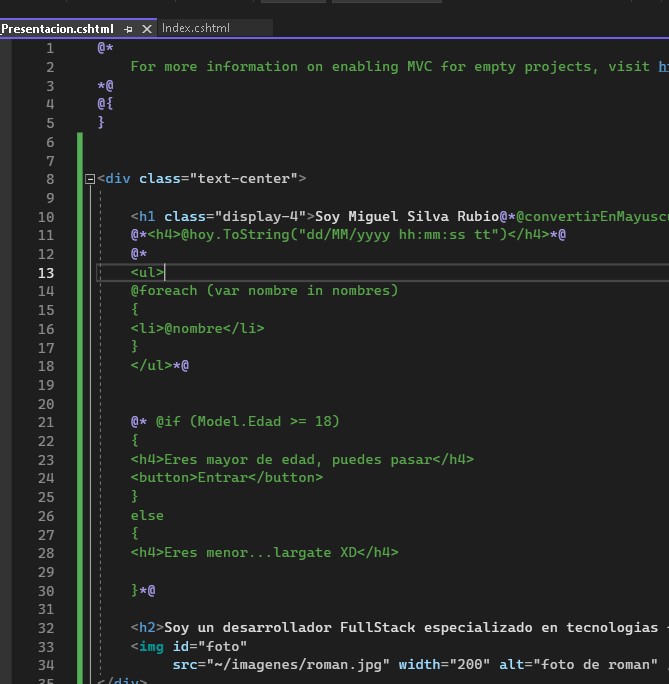 _Presentacion.cshtml Index.cshtml
1 @*
2 For more information on enabling MVC for empty projects, visit
3 *@
4 @{
5 }
6
7
8 <div class="text-center">
9
10 <h1 class="display-4">Soy Miguel Silva Rubio@*@convertirEnMayusc
11 @*<h4>@hoy.ToString("dd/MM/yyyy hh:mm:ss tt")</h4>*@
12 @*
13 <ul>
14 @foreach (var nombre in nombres)
15 {
16 <li>@nombre</li>
17 }
18 </ul>*@
19
20
21 @* @if (Model.Edad >= 18)
22 {
23 <h4>Eres mayor de edad, puedes pasar</h4>
24 <button>Entrar</button>
25 }
26 else
27 {
28 <h4>Eres menor...largate XD</h4>
29
30 }*@
31
32 <h2>Soy un desarrollador FullStack especializado en tecnologias
33 <img id="foto"
34 src="~/imagenes/roman.jpg" width="200" alt="foto de roman"
35 </div>